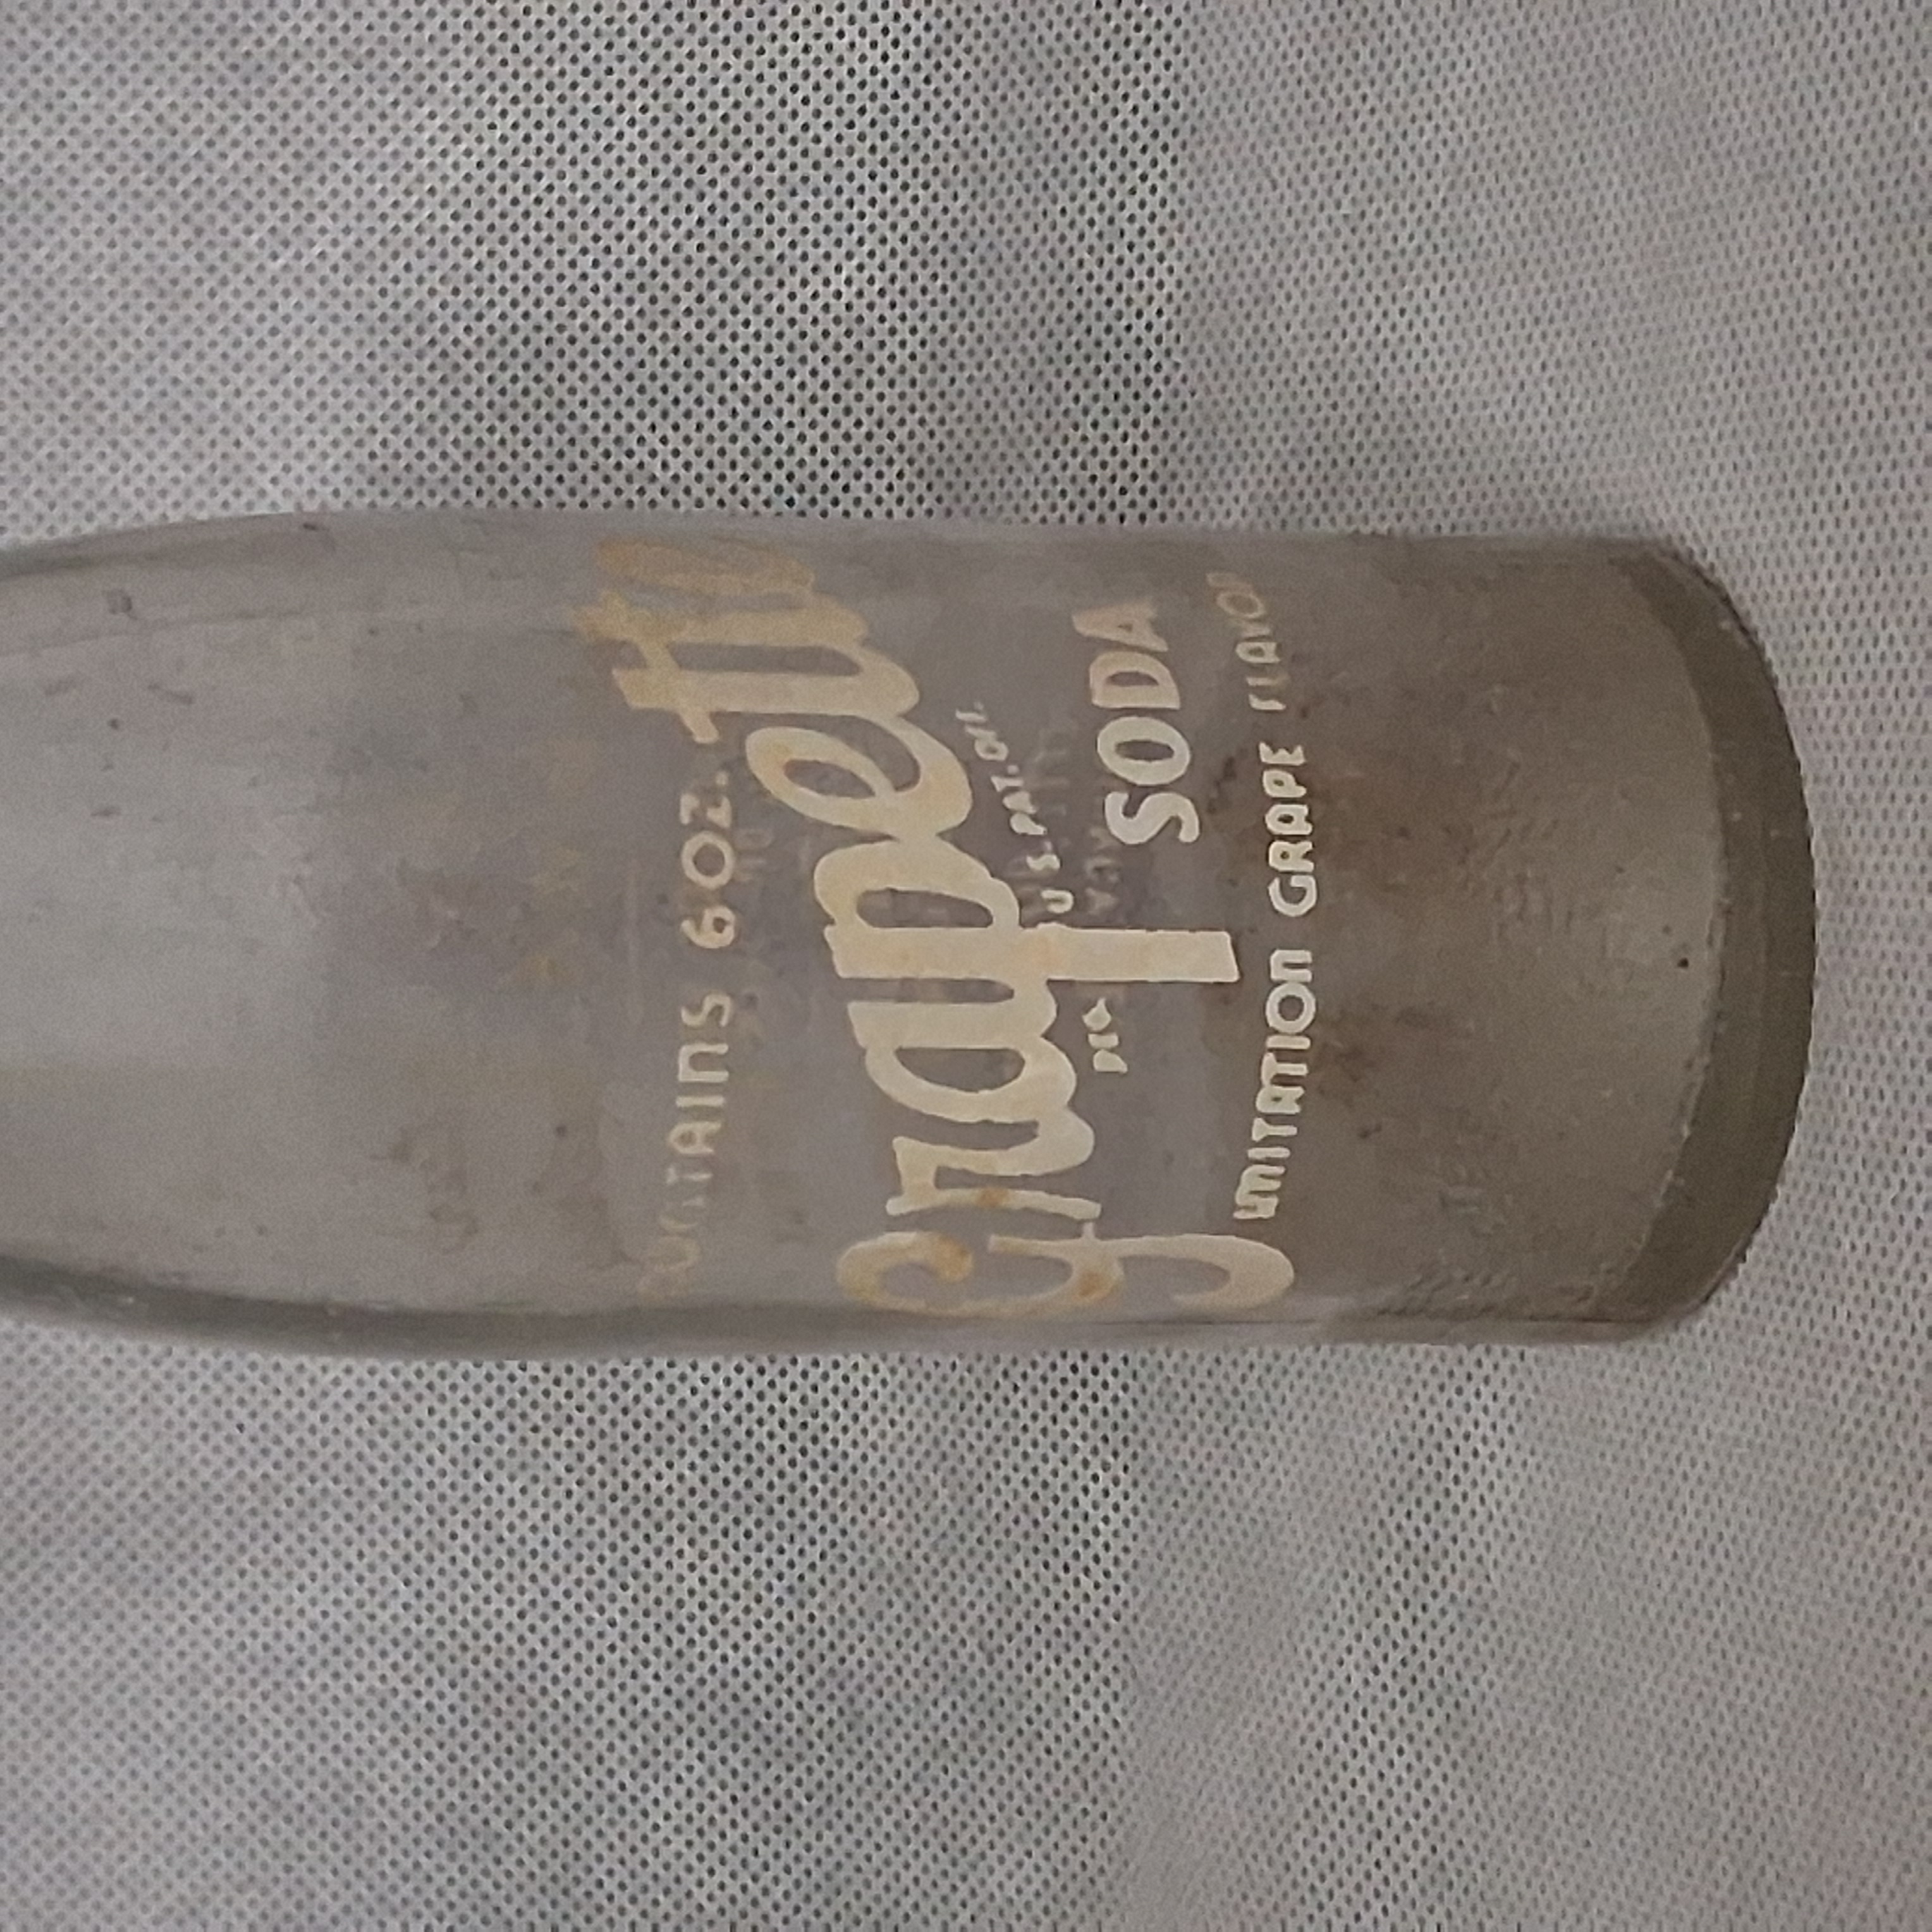 CONTAINS 6 OZ.
Grapette
REG. U.S. PAT. OFF.
SODA
IMITATION GRAPE FLAVOR